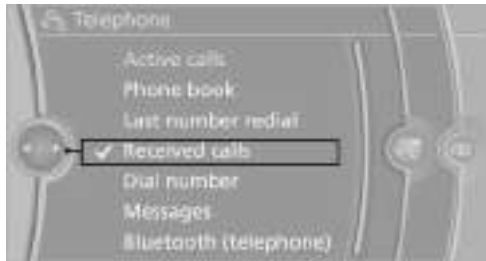 Telephone
Active calls
Phone book
Last number redial
Received calls
Dial number
Messages
Bluetooth (telephone)